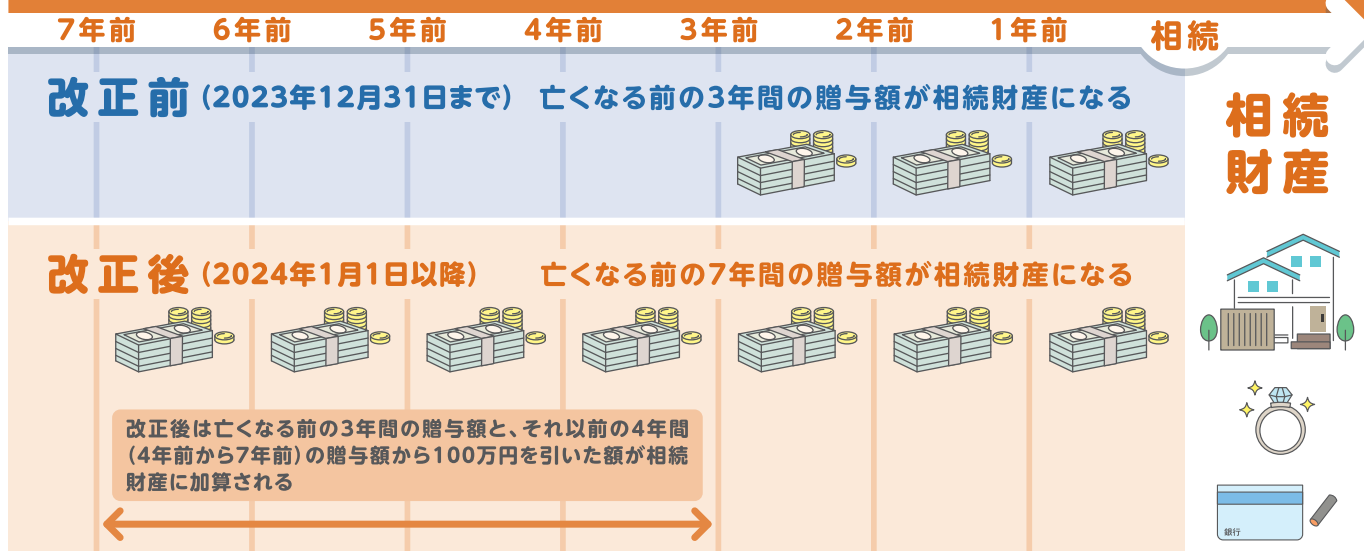 7年前 6年前 5年前 4年前 3年前 2年前 1年前 相続
改正前 (2023年12月31日まで) 亡くなる前の3年間の贈与額が相続財産になる
改正後 (2024年1月1日以降) 亡くなる前の7年間の贈与額が相続財産になる
改正後は亡くなる前の3年間の贈与額と、それ以前の4年間
(4年前から7年前)の贈与額から100万円を引いた額が相続
財産に加算される
相続
財産
銀行